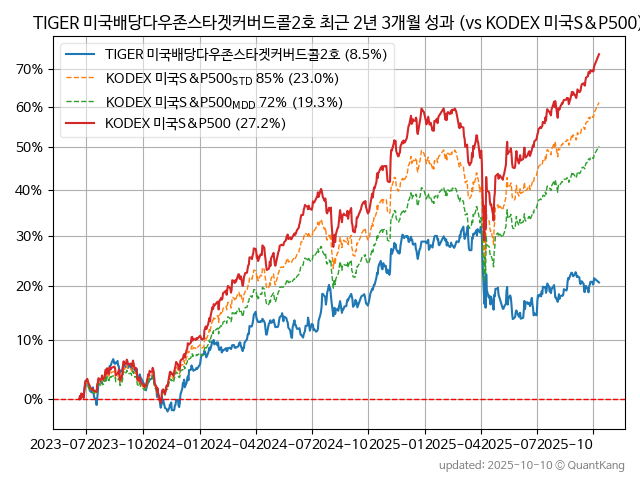 TIGER 미국배당다우존스타겟커버드콜2호 최근 2년 3개월 성과 (vs KODEX 미국S&P500)
TIGER 미국배당다우존스타겟커버드콜2호 (8.5%)
KODEX 미국S&P500STD 85% (23.0%)
KODEX 미국S&P500MDD 72% (19.3%)
KODEX 미국S&P500 (27.2%)
70%
60%
50%
40%
30%
20%
10%
0%
2023-07 2023-10 2024-01 2024-04 2024-07 2024-10 2025-01 2025-04 2025-07 2025-10
updated: 2025-10-10 © QuantKang